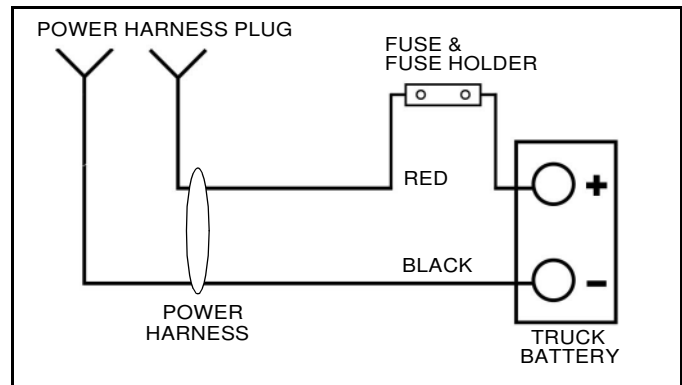 POWER HARNESS PLUG
FUSE &
FUSE HOLDER
RED
+
BLACK
-
POWER
HARNESS
TRUCK
BATTERY